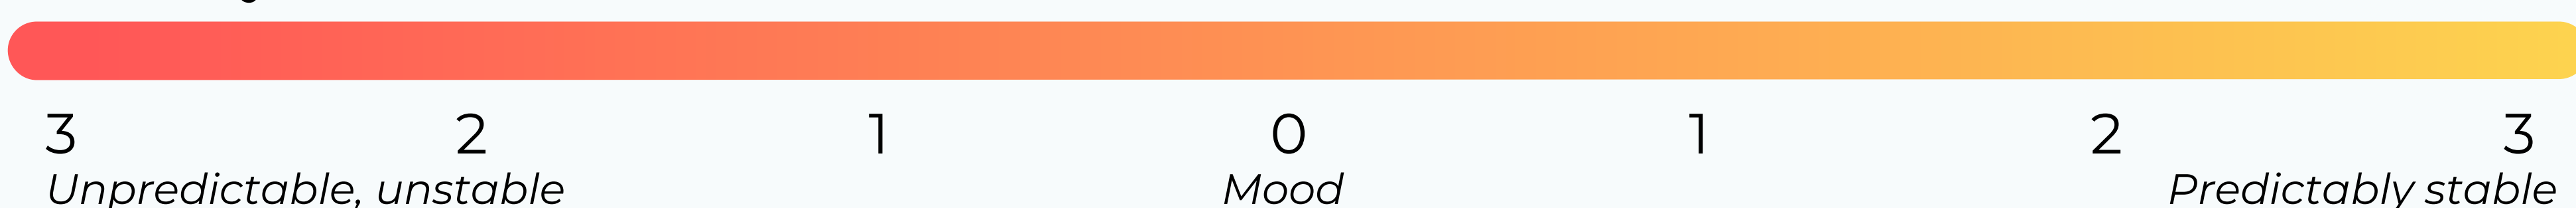 3 2 1 0 1 2 3
Unpredictable, unstable Mood Predictably stable